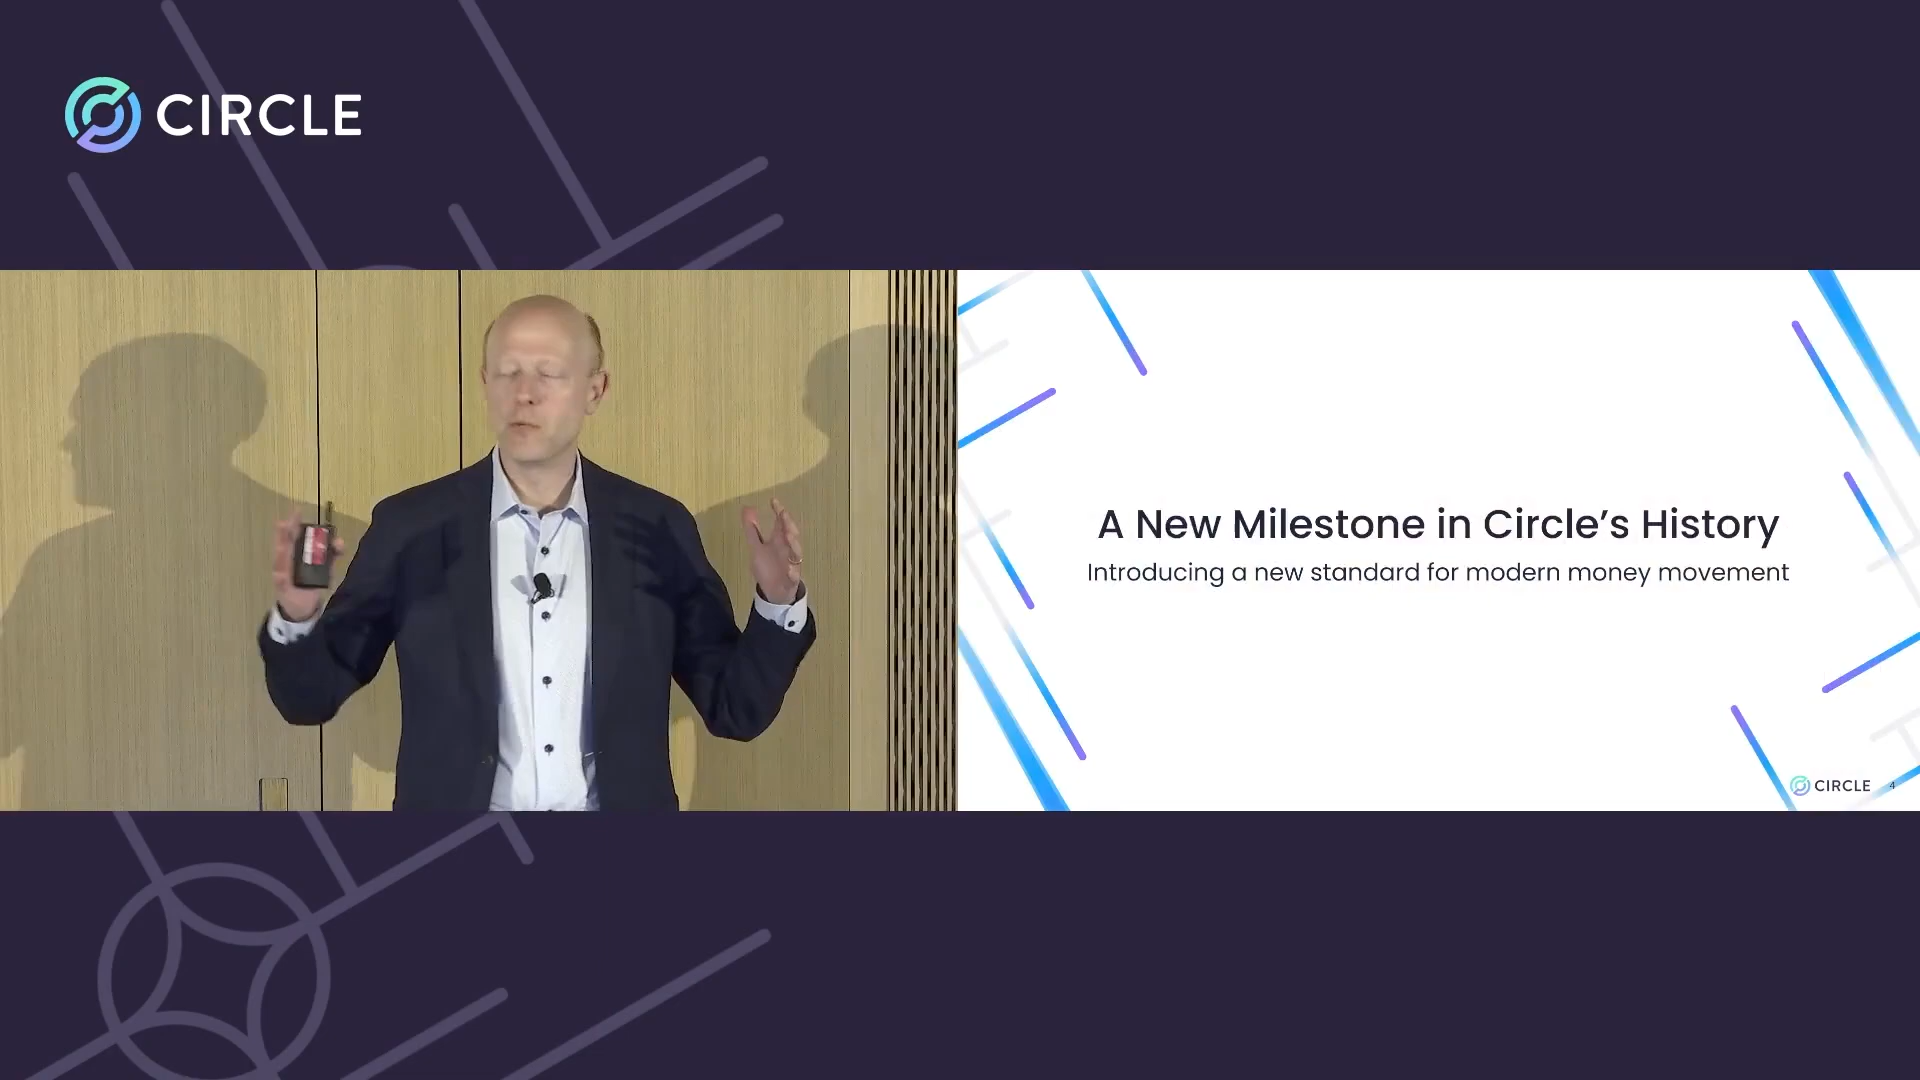 CIRCLE
A New Milestone in Circle’s History
Introducing a new standard for modern money movement
CIRCLE 4